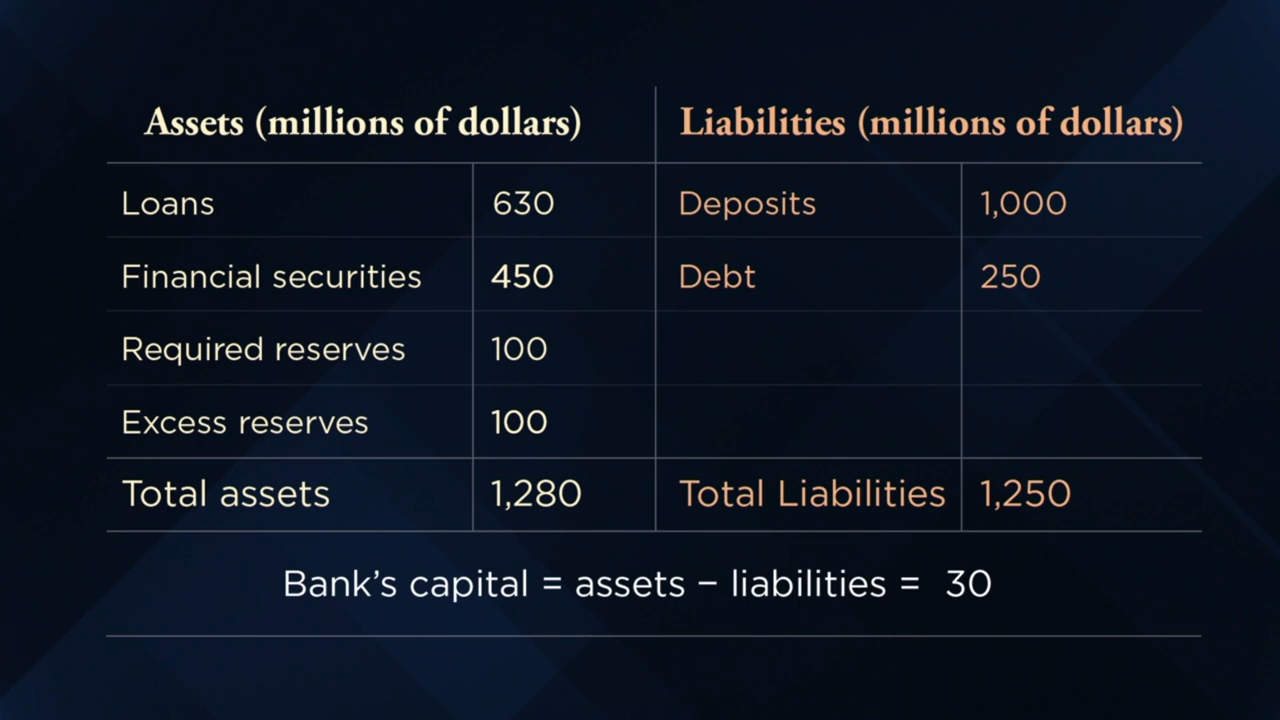 Assets (millions of dollars) Liabilities (millions of dollars)
Loans 630 Deposits 1,000
Financial securities 450 Debt 250
Required reserves 100
Excess reserves 100
Total assets 1,280 Total Liabilities 1,250
Bank’s capital = assets − liabilities = 30